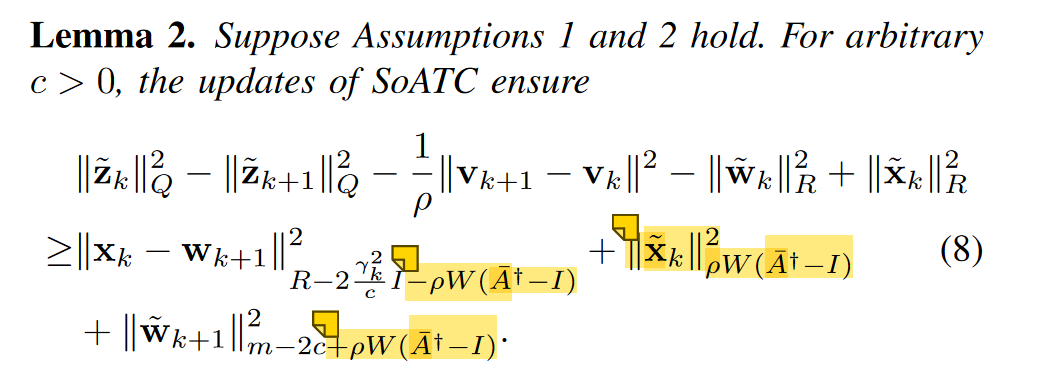 Lemma 2. Suppose Assumptions 1 and 2 hold. For arbitrary
c > 0, the updates of SoATC ensure
‖z̃ₖ‖²_Q − ‖z̃ₖ₊₁‖²_Q − 1/ρ ‖vₖ₊₁ − vₖ‖² − ‖w̃ₖ‖²_R + ‖x̃ₖ‖²_R
≥‖xₖ − wₖ₊₁‖²_{R−2 γₖ²/c I−ρW(Ā†−I)} + ‖x̃ₖ‖²_{ρW(Ā†−I)} (8)
+ ‖w̃ₖ₊₁‖²_{m−2c+ρW(Ā†−I)}.